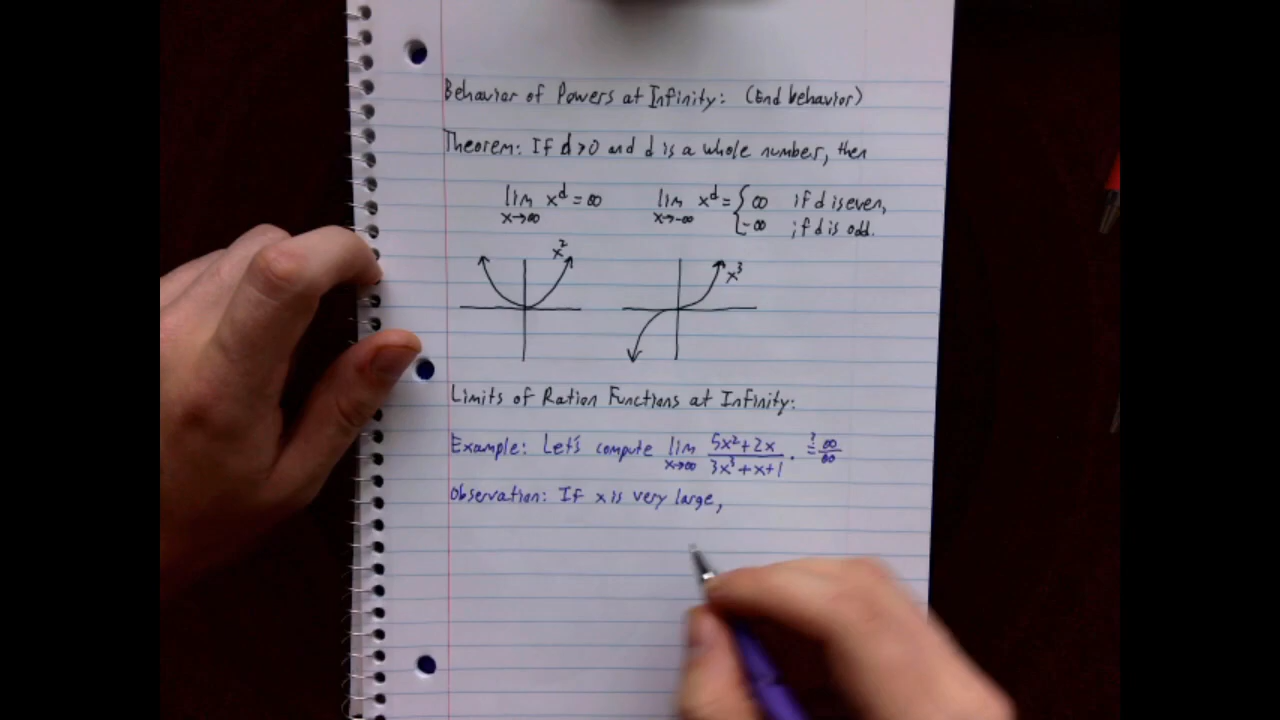 Behavior of Powers at Infinity: (End behavior)
Theorem: If d>0 and d is a whole number, then
lim x→∞ x^d = ∞ lim x→-∞ x^d = { ∞ if d is even, -∞ if d is odd.
x² x³
Limits of Ration Functions at Infinity:
Example: Let's compute lim x→∞ (5x²+2x)/(3x³+x+1). ?= ∞/∞
Observation: If x is very large,